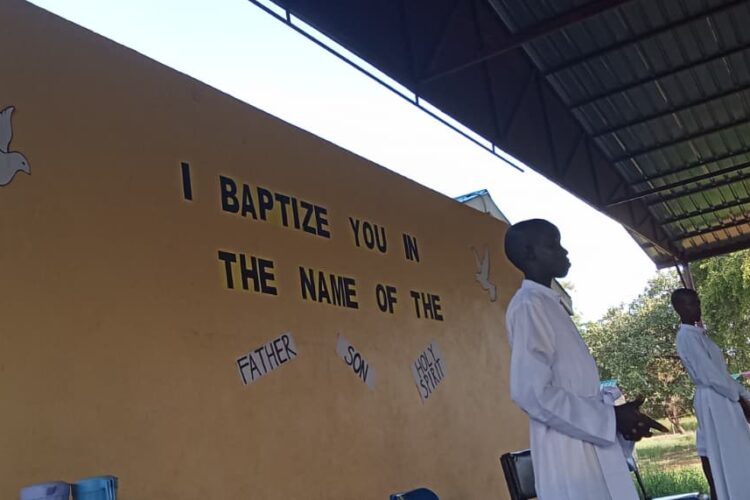 I BAPTIZE YOU IN
THE NAME OF THE
FATHER
SON
HOLY
SPIRIT